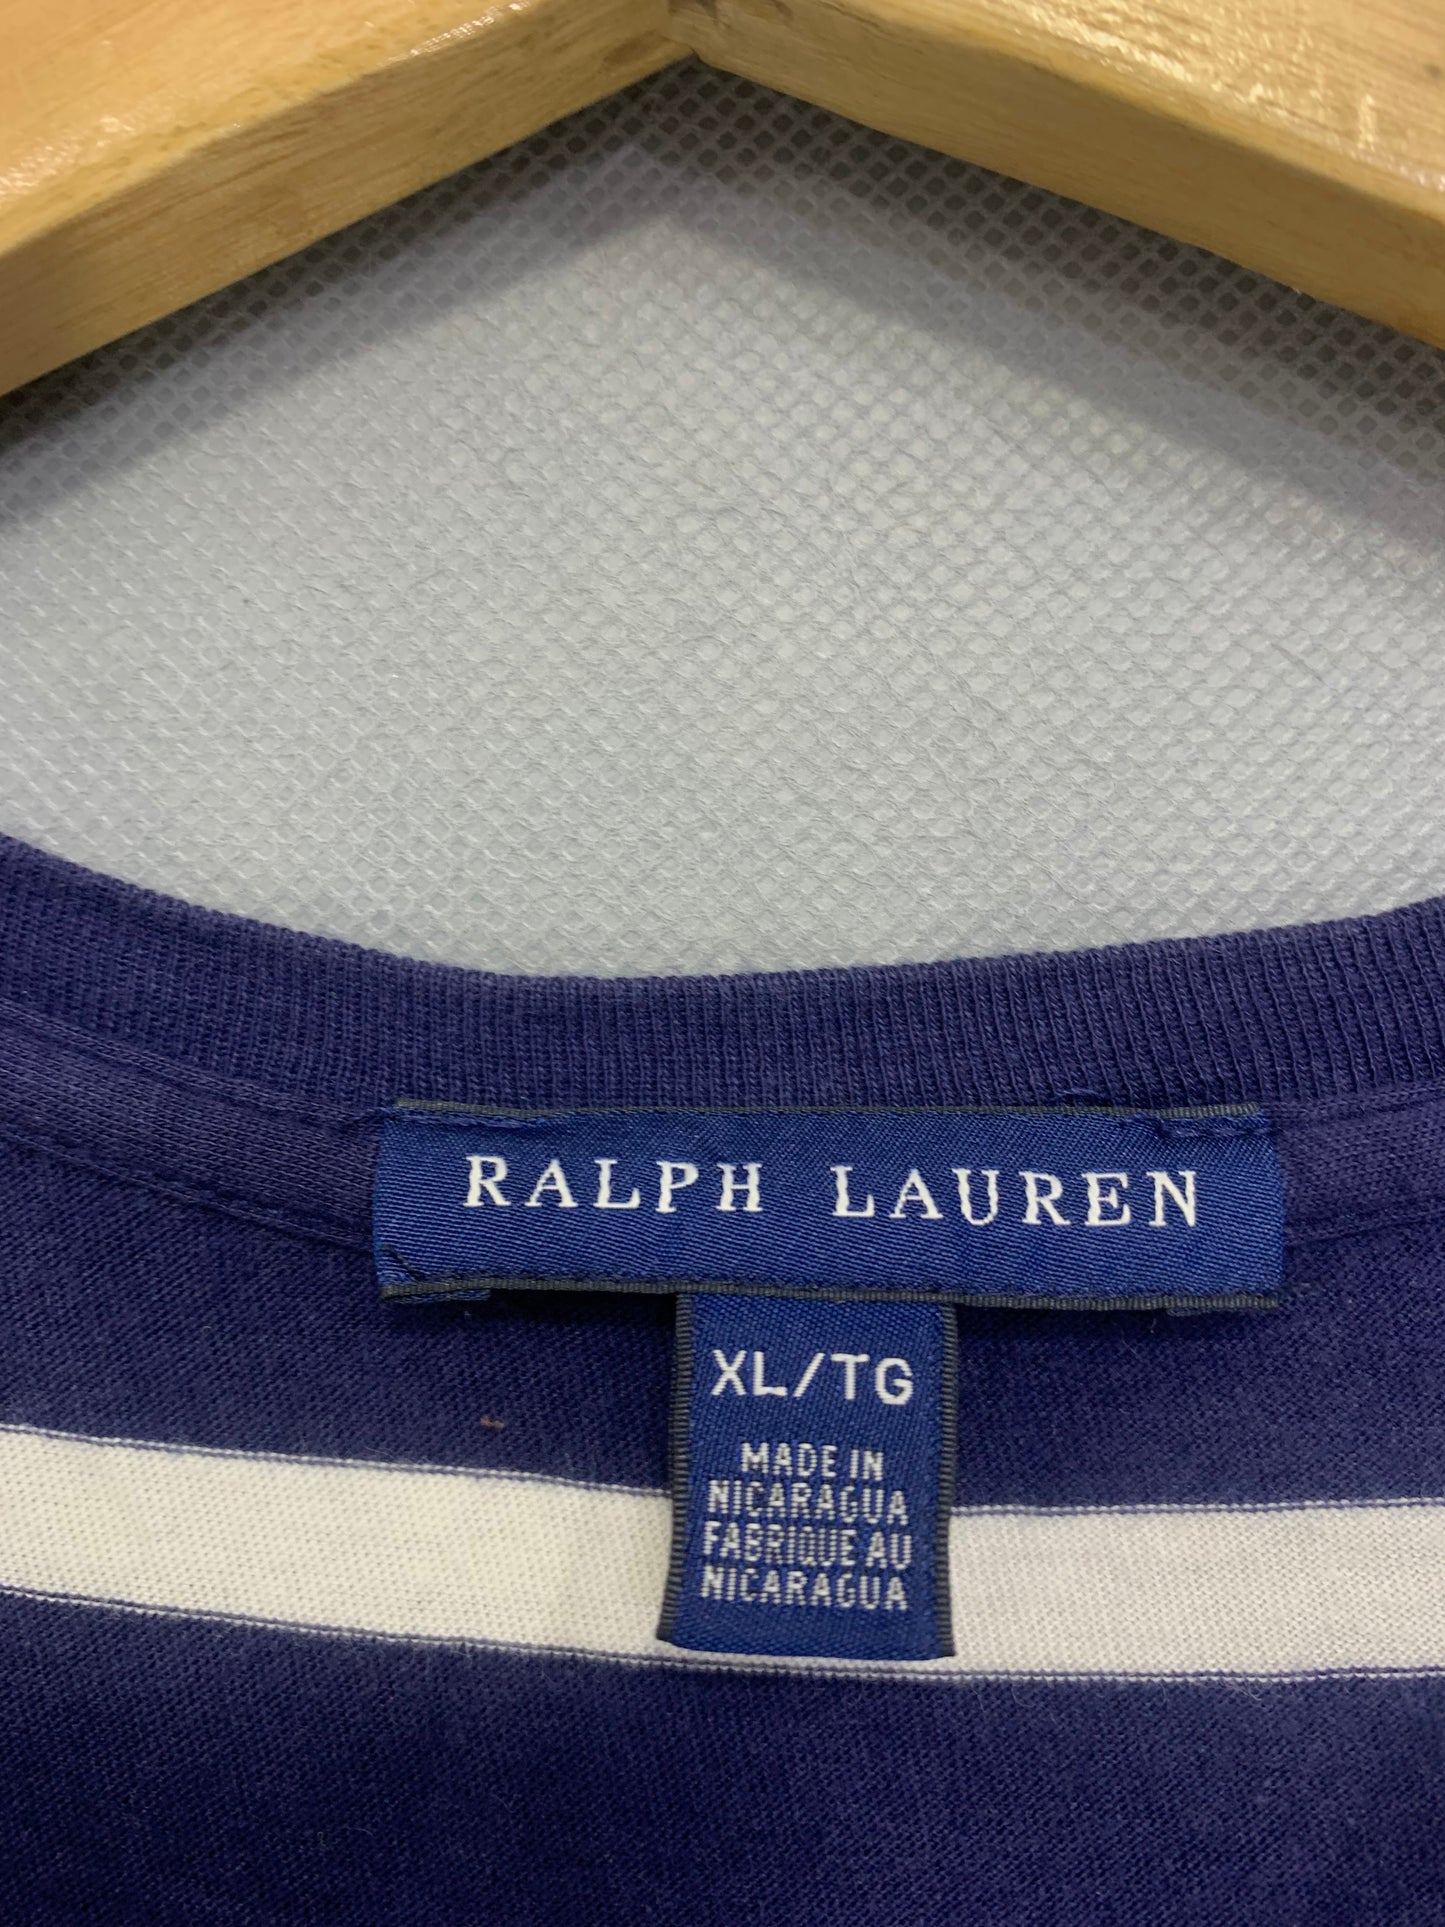 RALPH LAUREN
XL/TG
MADE IN
NICARAGUA
FABRIQUE AU
NICARAGUA